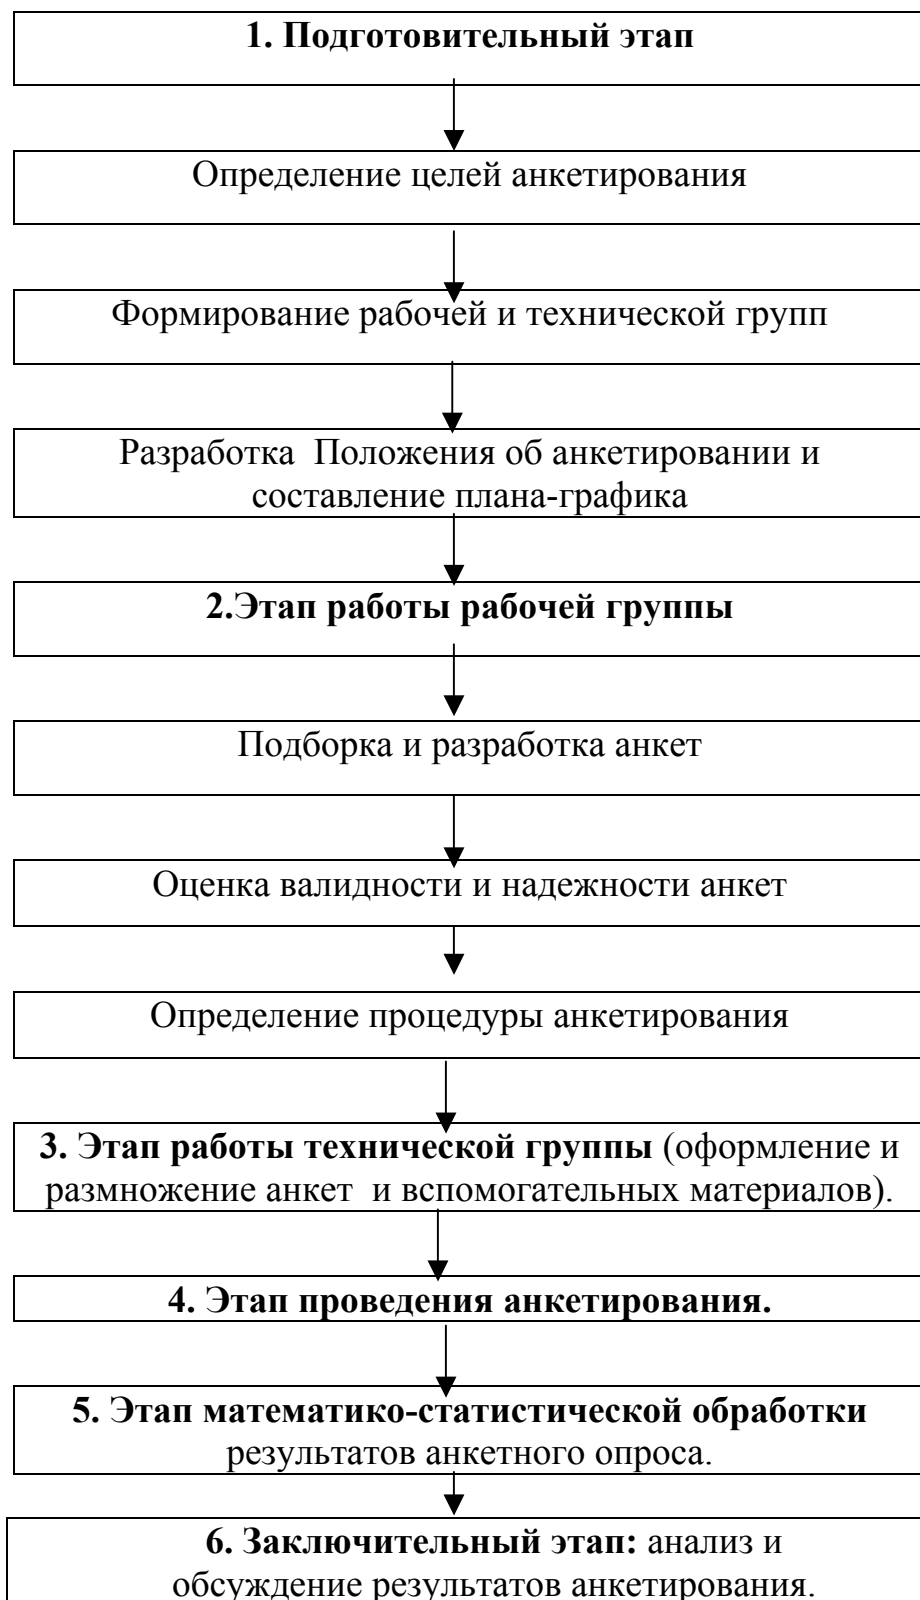 1. Подготовительный этап
Определение целей анкетирования
Формирование рабочей и технической групп
Разработка  Положения об анкетировании и
составление плана-графика
2.Этап работы рабочей группы
Подборка и разработка анкет
Оценка валидности и надежности анкет
Определение процедуры анкетирования
3. Этап работы технической группы (оформление и
размножение анкет  и вспомогательных материалов).
4. Этап проведения анкетирования.
5. Этап математико-статистической обработки
результатов анкетного опроса.
6. Заключительный этап: анализ и
обсуждение результатов анкетирования.